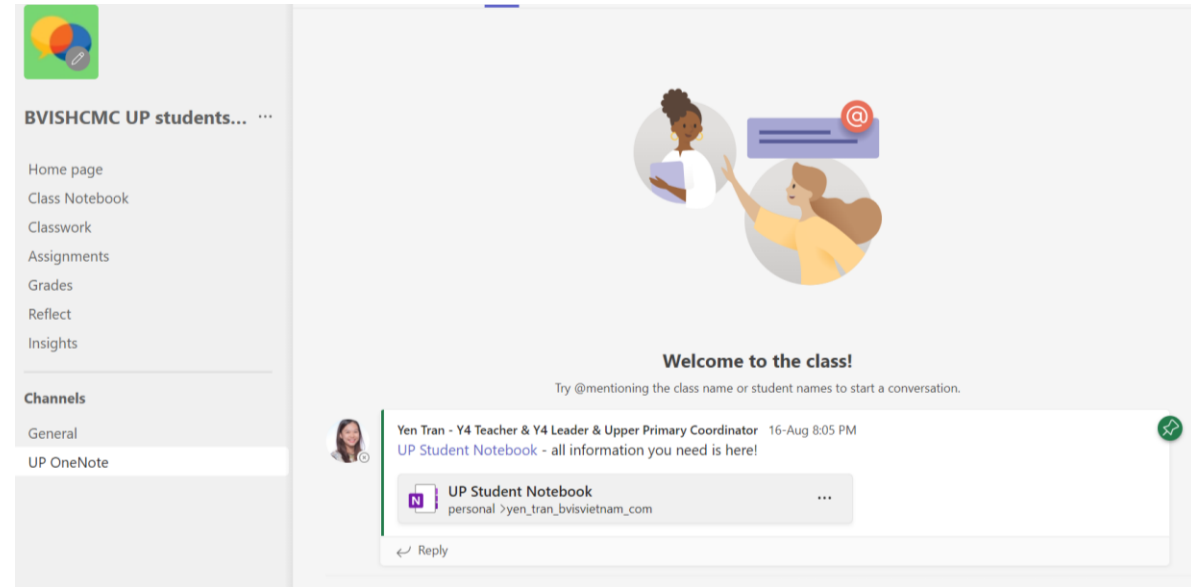 BVISHCMC UP students... ...
Home page
Class Notebook
Classwork
Assignments
Grades
Reflect
Insights
Channels
General
UP OneNote
@
Welcome to the class!
Try @mentioning the class name or student names to start a conversation.
Yen Tran - Y4 Teacher & Y4 Leader & Upper Primary Coordinator 16-Aug 8:05 PM
UP Student Notebook - all information you need is here!
N
UP Student Notebook ...
personal >yen_tran_bvisvietnam_com
Reply